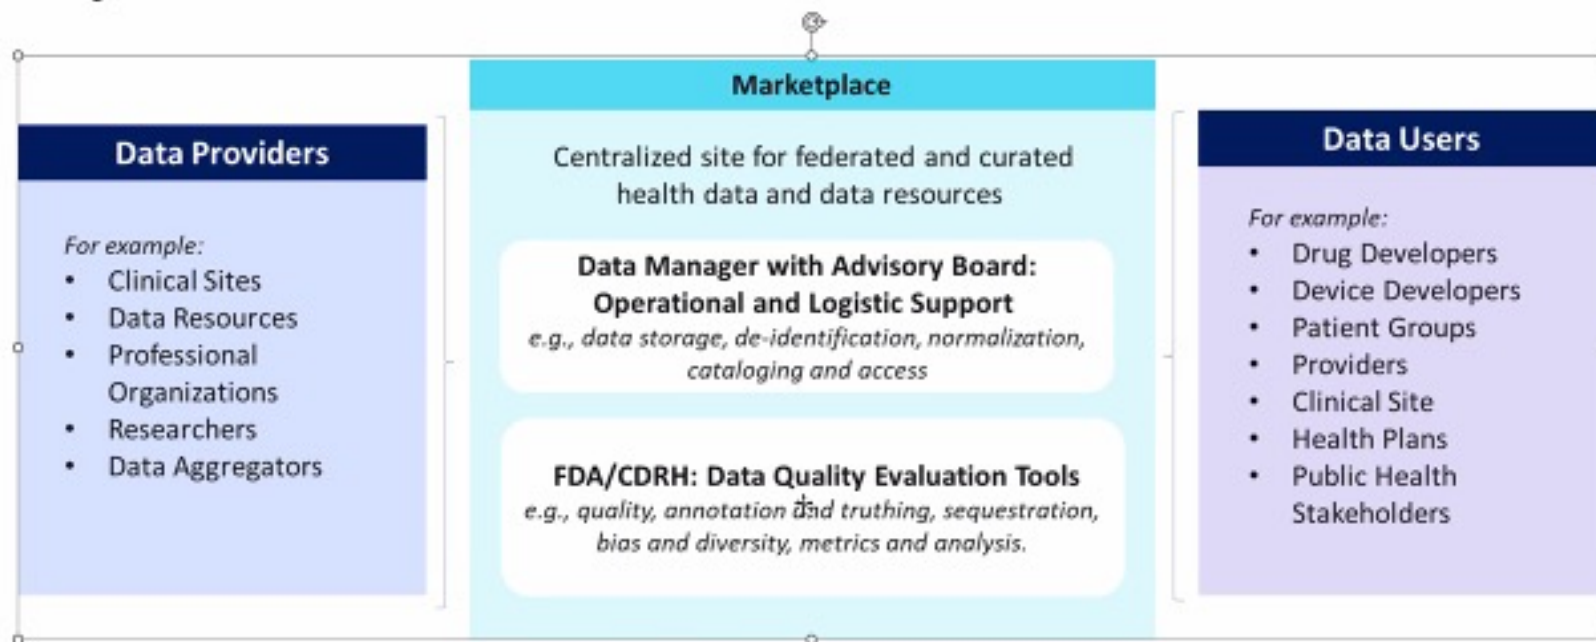 Marketplace
Data Providers
For example:
• Clinical Sites
• Data Resources
• Professional
Organizations
• Researchers
• Data Aggregators
Centralized site for federated and curated
health data and data resources
Data Manager with Advisory Board:
Operational and Logistic Support
e.g., data storage, de-identification, normalization,
cataloging and access
FDA/CDRH: Data Quality Evaluation Tools
e.g., quality, annotation and truthing, sequestration,
bias and diversity, metrics and analysis.
Data Users
For example:
• Drug Developers
• Device Developers
• Patient Groups
• Providers
• Clinical Site
• Health Plans
• Public Health
Stakeholders